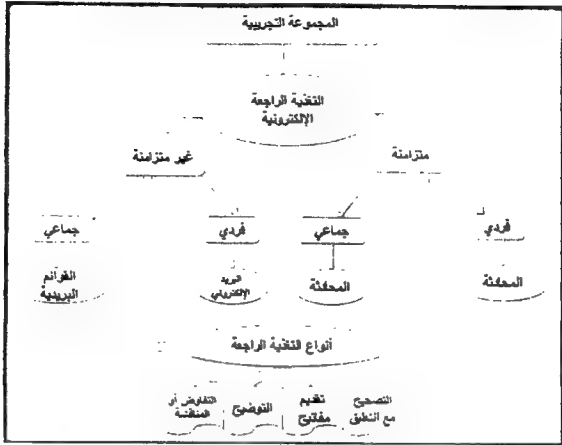 المجموعة التجريبية
التغذية الراجعة
الإلكترونية
متزامنة
غير متزامنة
فردي
جماعي
فردي
جماعي
المحادثة
المحادثة
البريد
الإلكتروني
القوائم
البريدية
أنواع التغذية الراجعة
التصحيح
مع التعليق
تقديم
مفاتيح
التوضيح
التفاوض أو
المناقشة